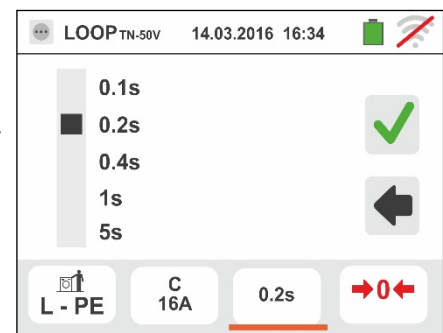 LOOP TN-50V 14.03.2016 16:34
0.1s
0.2s
0.4s
1s
5s
L - PE C 16A 0.2s →0←